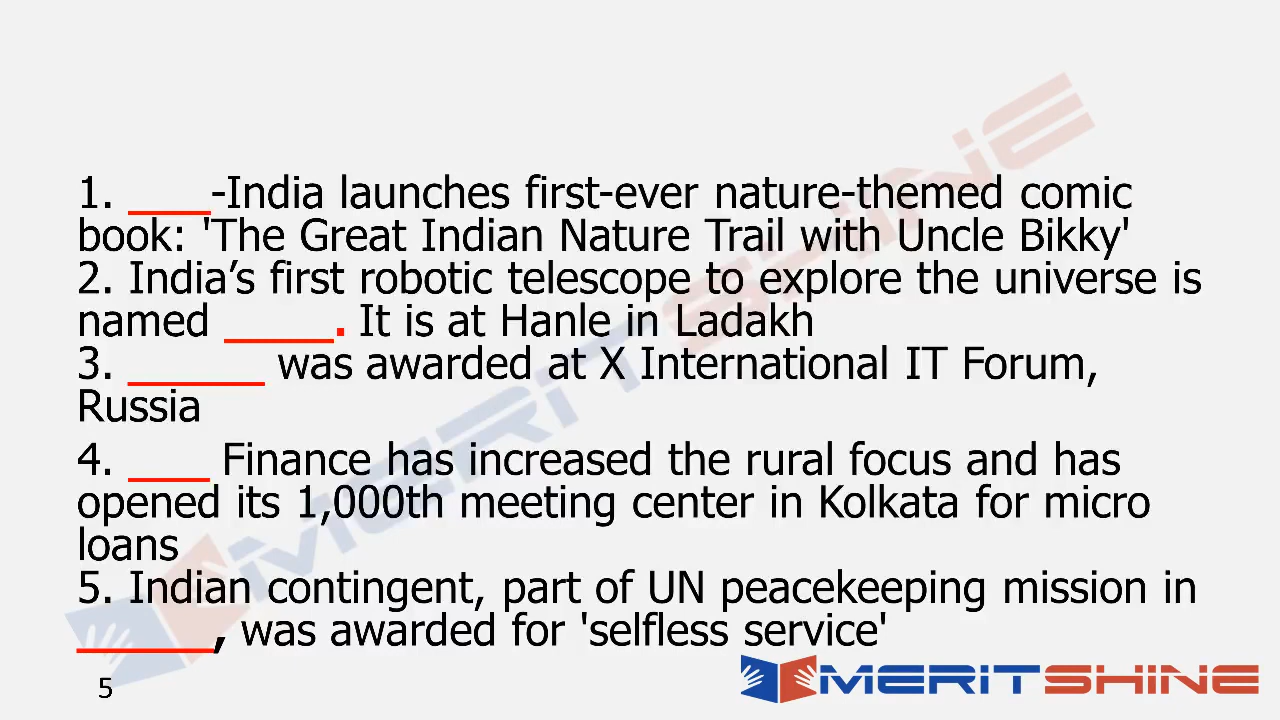 1. ____-India launches first-ever nature-themed comic
book: 'The Great Indian Nature Trail with Uncle Bikky'
2. India’s first robotic telescope to explore the universe is
named _____. It is at Hanle in Ladakh
3. ______ was awarded at X International IT Forum,
Russia
4. ____ Finance has increased the rural focus and has
opened its 1,000th meeting center in Kolkata for micro
loans
5. Indian contingent, part of UN peacekeeping mission in
______, was awarded for 'selfless service'
5
MERITSHINE
MERITSHINE